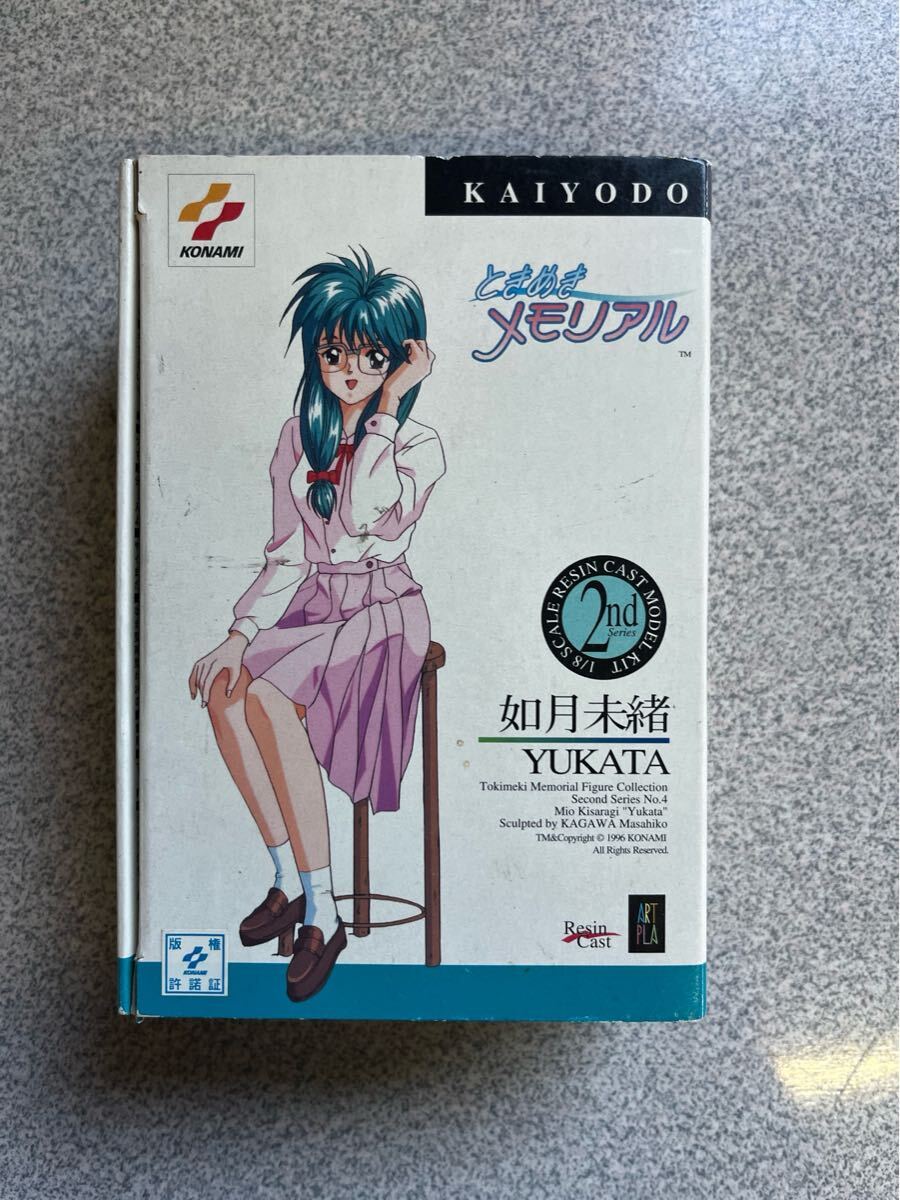 KAIYODO
KONAMI
ときめき
メモリアル
TM
1/8 SCALE RESIN CAST MODEL KIT
2nd
Series
如月未緒
YUKATA
Tokimeki Memorial Figure Collection
Second Series No.4
Mio Kisaragi "Yukata"
Sculpted by KAGAWA Masahiko
TM&Copyright © 1996 KONAMI
All Rights Reserved.
Resin
Cast
ART
PLA
版権
KONAMI
許諾証